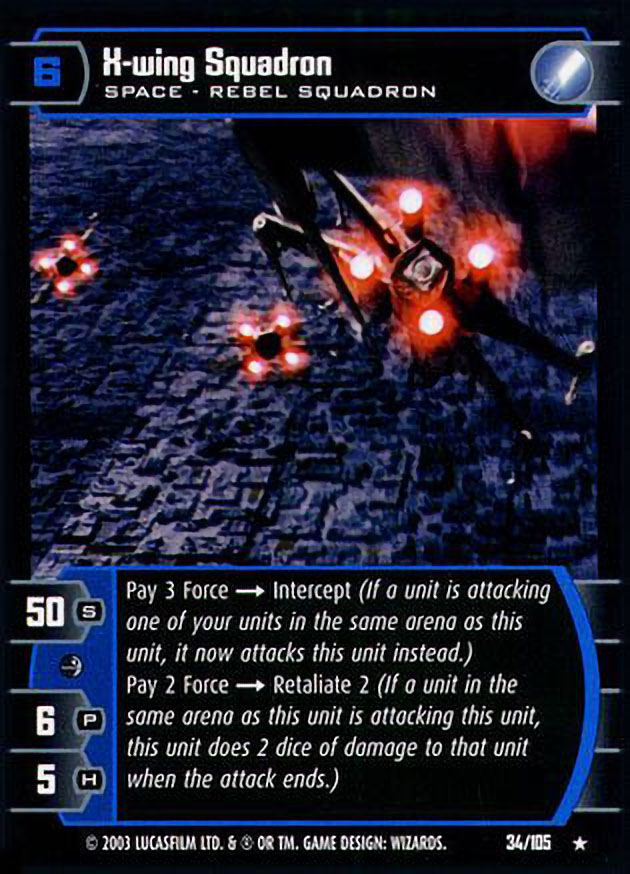 6
X-wing Squadron
SPACE - REBEL SQUADRON
50 S
6 P
5 H
Pay 3 Force → Intercept (If a unit is attacking
one of your units in the same arena as this
unit, it now attacks this unit instead.)
Pay 2 Force → Retaliate 2 (If a unit in the
same arena as this unit is attacking this unit,
this unit does 2 dice of damage to that unit
when the attack ends.)
© 2003 LUCASFILM LTD. & ® OR TM. GAME DESIGN: WIZARDS. 34/105 ★